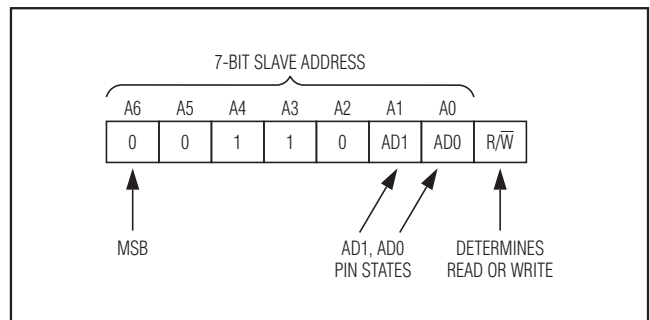 7-BIT SLAVE ADDRESS
A6 A5 A4 A3 A2 A1 A0
0 0 1 1 0 AD1 AD0 R/W̅
MSB
AD1, AD0
PIN STATES
DETERMINES
READ OR WRITE